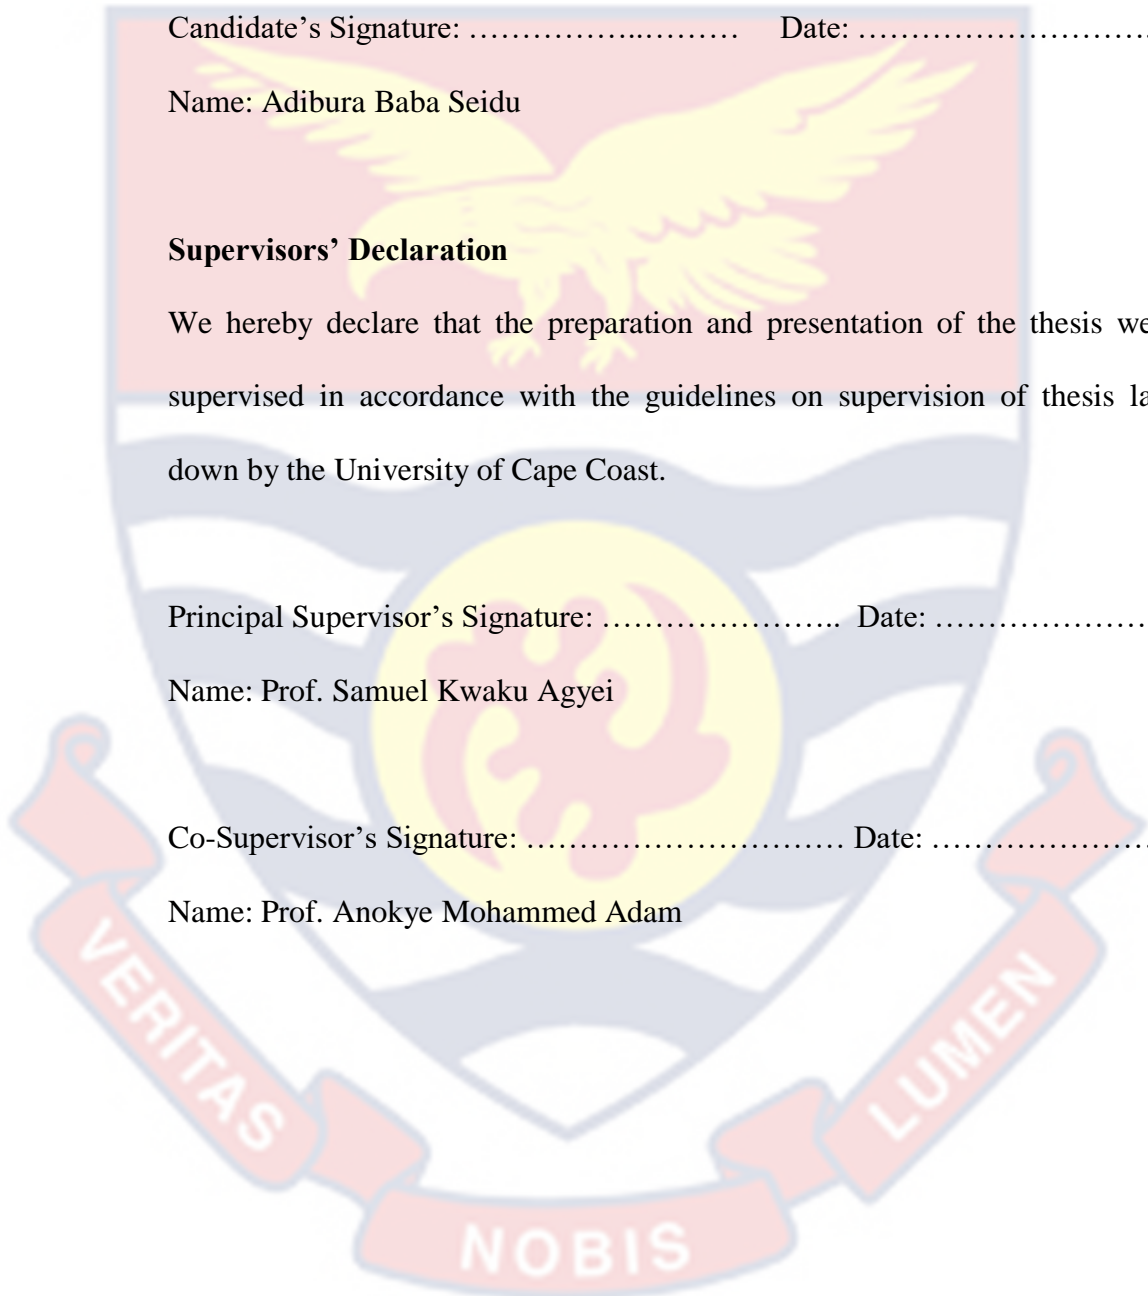 Candidate’s Signature: ……………..……… Date: ……………………….
Name: Adibura Baba Seidu
Supervisors’ Declaration
We hereby declare that the preparation and presentation of the thesis we
supervised in accordance with the guidelines on supervision of thesis la
down by the University of Cape Coast.
Principal Supervisor’s Signature: ………………….. Date: …………………
Name: Prof. Samuel Kwaku Agyei
Co-Supervisor’s Signature: ………………………… Date: …………………
Name: Prof. Anokye Mohammed Adam
VERITAS
NOBIS
LUMEN